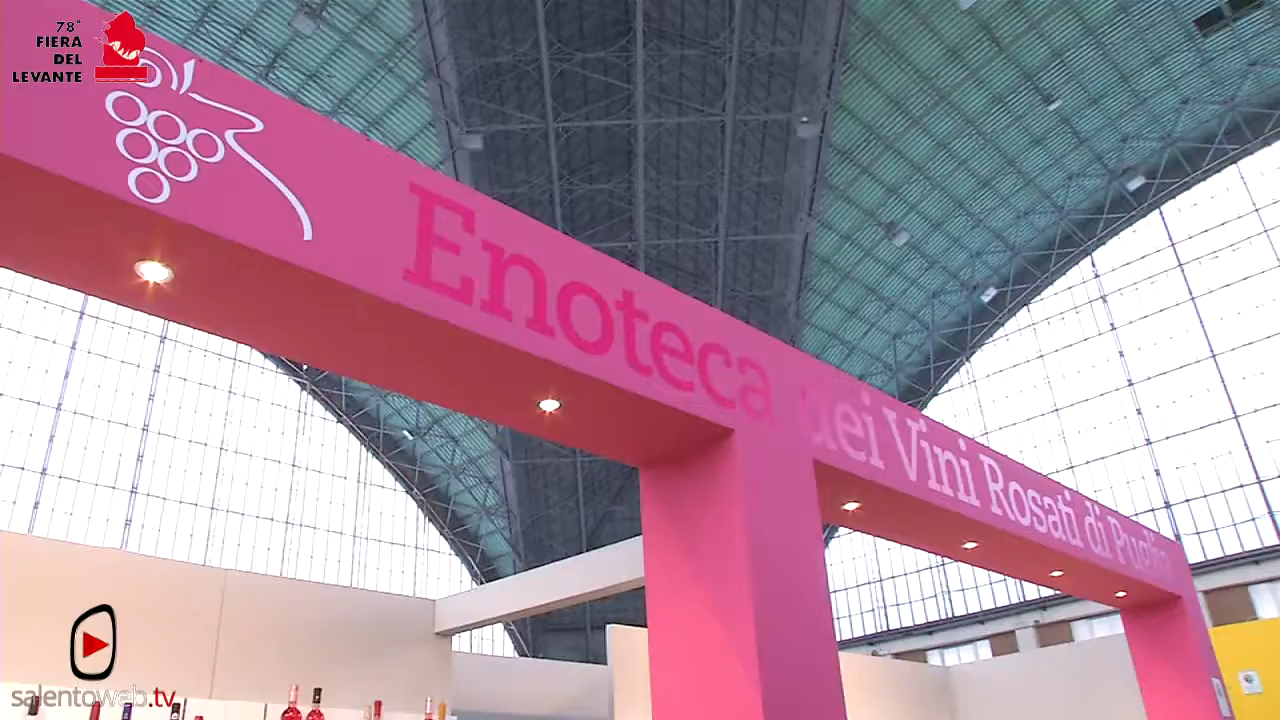 78°
FIERA
DEL
LEVANTE
Enoteca dei Vini Rosati di Puglia
salentoweb.tv